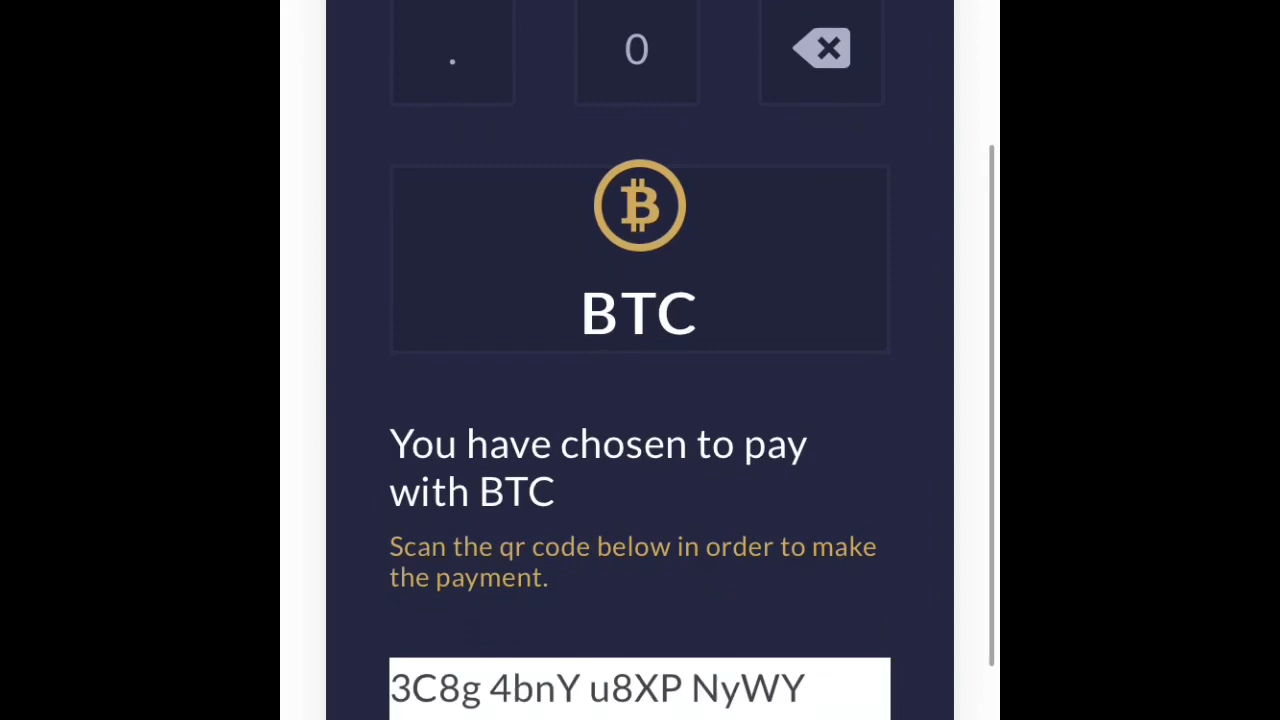 . 0
BTC
You have chosen to pay
with BTC
Scan the qr code below in order to make
the payment.
3C8g 4bnY u8XP NyWY